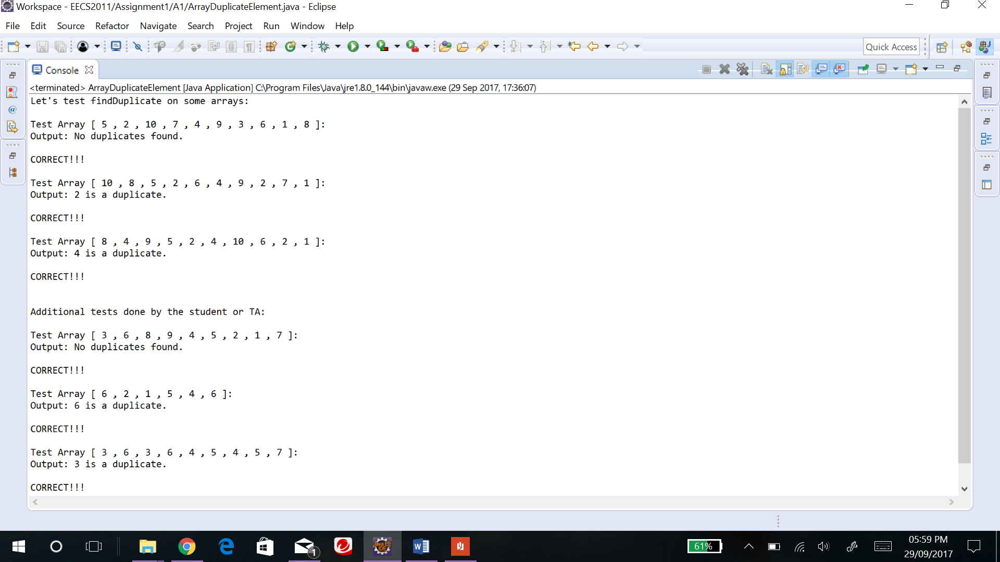 Workspace - EECS2011/Assignment1/A1/ArrayDuplicateElement.java - Eclipse
File Edit Source Refactor Navigate Search Project Run Window Help
Quick Access
Console
<terminated> ArrayDuplicateElement [Java Application] C:\Program Files\Java\jre1.8.0_144\bin\javaw.exe (29 Sep 2017, 17:36:07)
Let's test findDuplicate on some arrays:
Test Array [ 5 , 2 , 10 , 7 , 4 , 9 , 3 , 6 , 1 , 8 ]:
Output: No duplicates found.
CORRECT!!!
Test Array [ 10 , 8 , 5 , 2 , 6 , 4 , 9 , 2 , 7 , 1 ]:
Output: 2 is a duplicate.
CORRECT!!!
Test Array [ 8 , 4 , 9 , 5 , 2 , 4 , 10 , 6 , 2 , 1 ]:
Output: 4 is a duplicate.
CORRECT!!!
Additional tests done by the student or TA:
Test Array [ 3 , 6 , 8 , 9 , 4 , 5 , 2 , 1 , 7 ]:
Output: No duplicates found.
CORRECT!!!
Test Array [ 6 , 2 , 1 , 5 , 4 , 6 ]:
Output: 6 is a duplicate.
CORRECT!!!
Test Array [ 3 , 6 , 3 , 6 , 4 , 5 , 4 , 5 , 7 ]:
Output: 3 is a duplicate.
CORRECT!!!
1
Java EE
IDE
W
61%
05:59 PM
29/09/2017